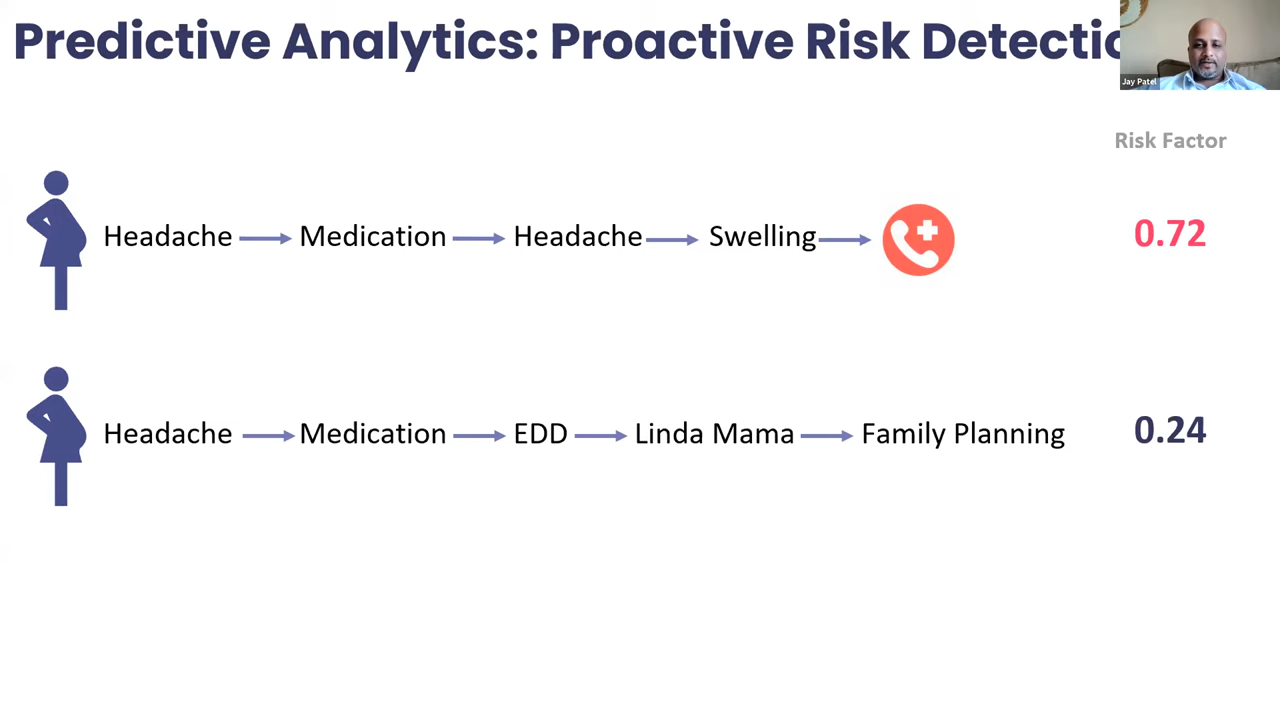 Predictive Analytics: Proactive Risk Detectio
Jay Patel
Risk Factor
Headache Medication Headache Swelling 0.72
Headache Medication EDD Linda Mama Family Planning 0.24